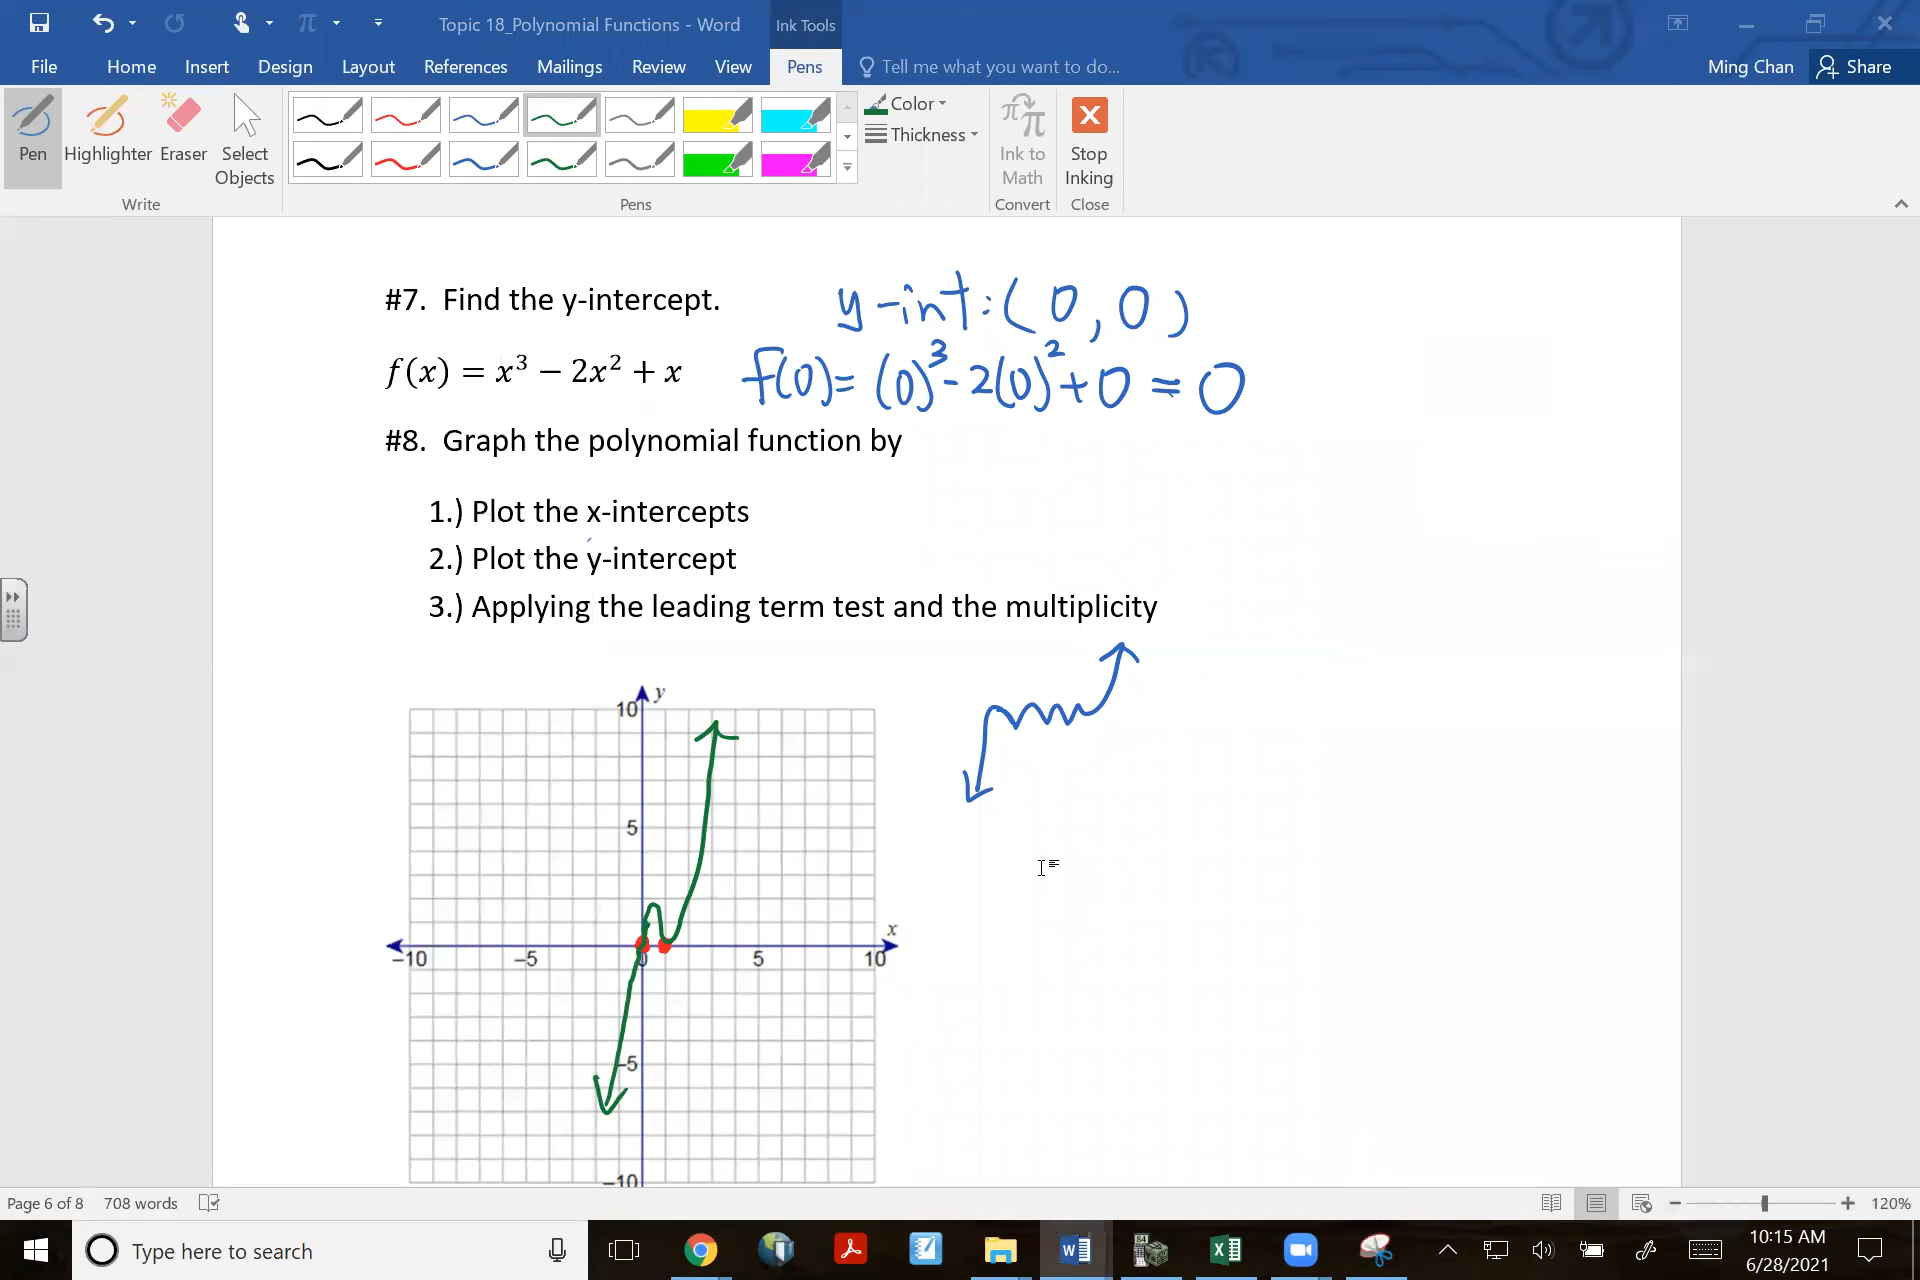 Topic 18_Polynomial Functions - Word
Ink Tools
File Home Insert Design Layout References Mailings Review View Pens Tell me what you want to do... Ming Chan Share
Pen Highlighter Eraser Select Objects
Color
Thickness
Ink to Math
Stop Inking
Write Pens Convert Close
#7. Find the y-intercept.
y-int: (0, 0)
f(x) = x³ − 2x² + x
f(0) = (0)³ - 2(0)² + 0 = 0
#8. Graph the polynomial function by
1.) Plot the x-intercepts
2.) Plot the y-intercept
3.) Applying the leading term test and the multiplicity
y
10
5
x
−10 −5 0 5 10
−5
−10
Page 6 of 8 708 words 120%
Type here to search
84
10:15 AM
6/28/2021